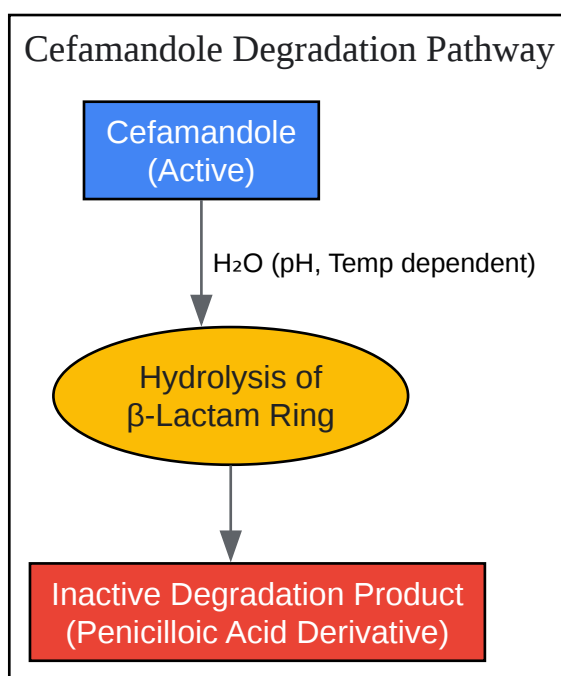 Cefamandole Degradation Pathway
Cefamandole
(Active)
H₂O (pH, Temp dependent)
Hydrolysis of
β-Lactam Ring
Inactive Degradation Product
(Penicilloic Acid Derivative)